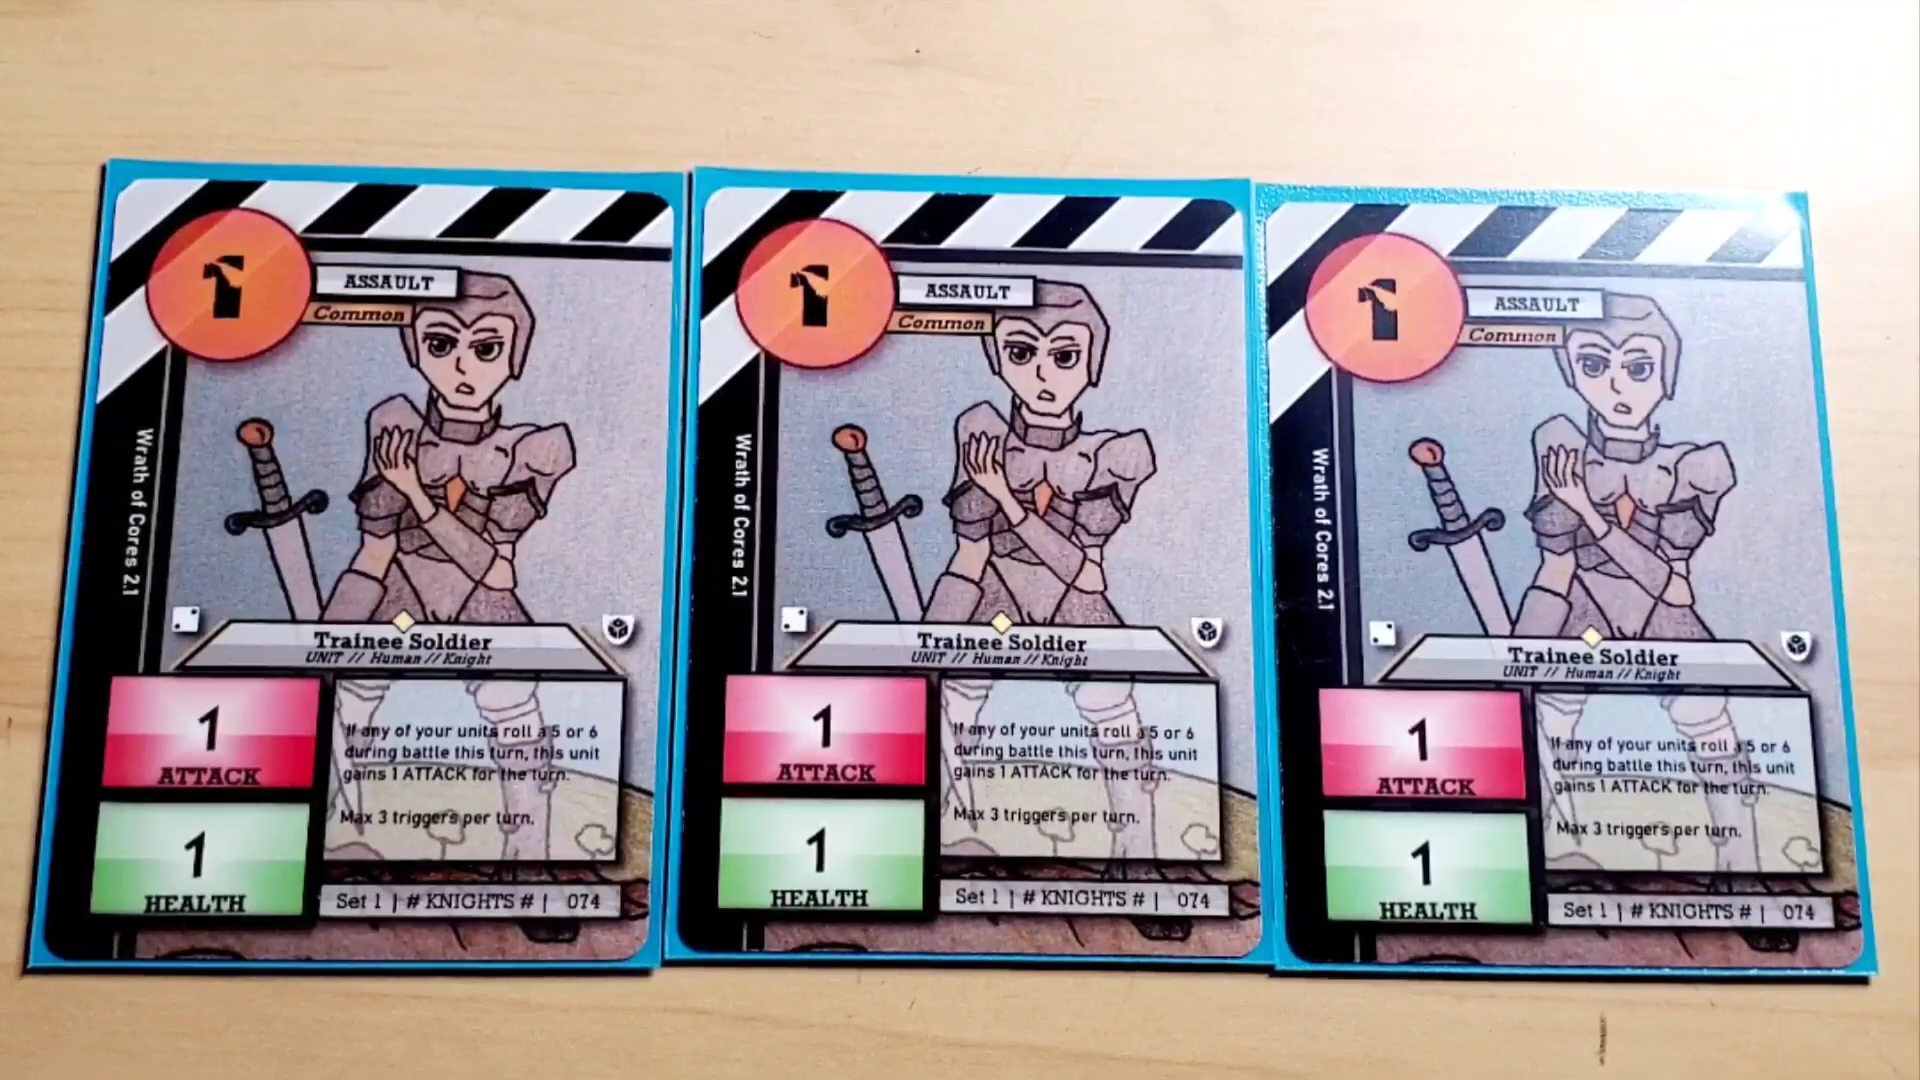 1
ASSAULT
Common
Wrath of Cores 2.1
Trainee Soldier
UNIT // Human // Knight
1
ATTACK
1
HEALTH
If any of your units roll a 5 or 6
during battle this turn, this unit
gains 1 ATTACK for the turn.
Max 3 triggers per turn.
Set 1 | # KNIGHTS # | 074
1
ASSAULT
Common
Wrath of Cores 2.1
Trainee Soldier
UNIT // Human // Knight
1
ATTACK
1
HEALTH
If any of your units roll a 5 or 6
during battle this turn, this unit
gains 1 ATTACK for the turn.
Max 3 triggers per turn.
Set 1 | # KNIGHTS # | 074
1
ASSAULT
Common
Wrath of Cores 2.1
Trainee Soldier
UNIT // Human // Knight
1
ATTACK
1
HEALTH
If any of your units roll a 5 or 6
during battle this turn, this unit
gains 1 ATTACK for the turn.
Max 3 triggers per turn.
Set 1 | # KNIGHTS # | 074